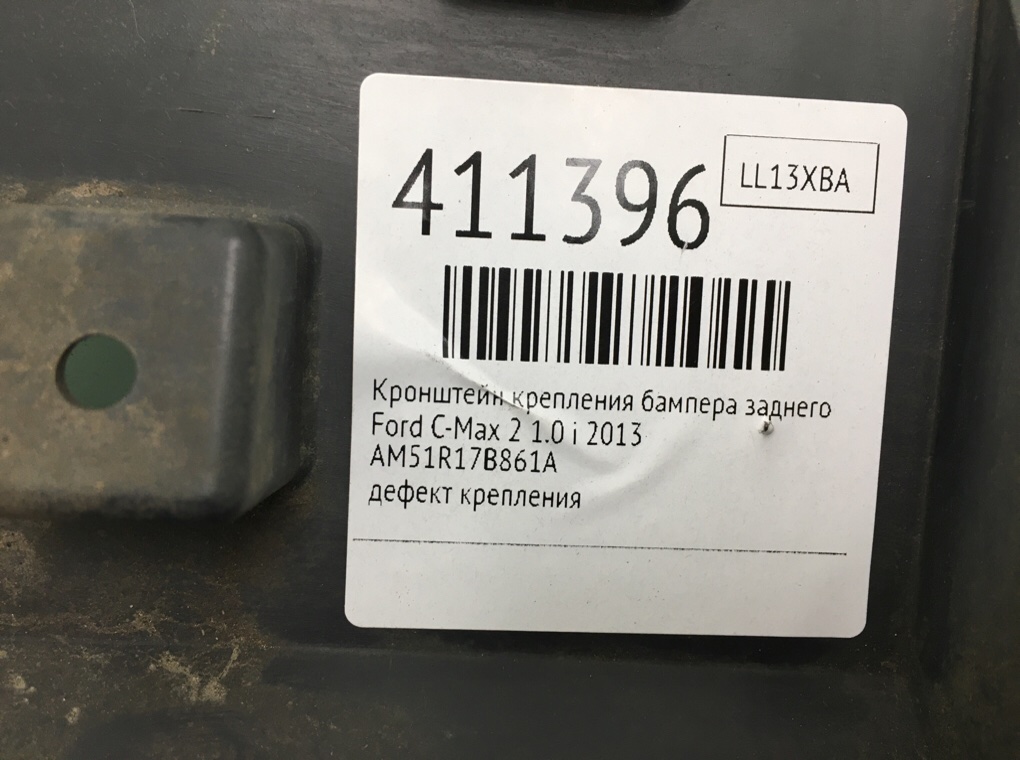 411396
LL13XBA
Кронштейн крепления бампера заднего
Ford C-Max 2 1.0 i 2013
AM51R17B861A
дефект крепления